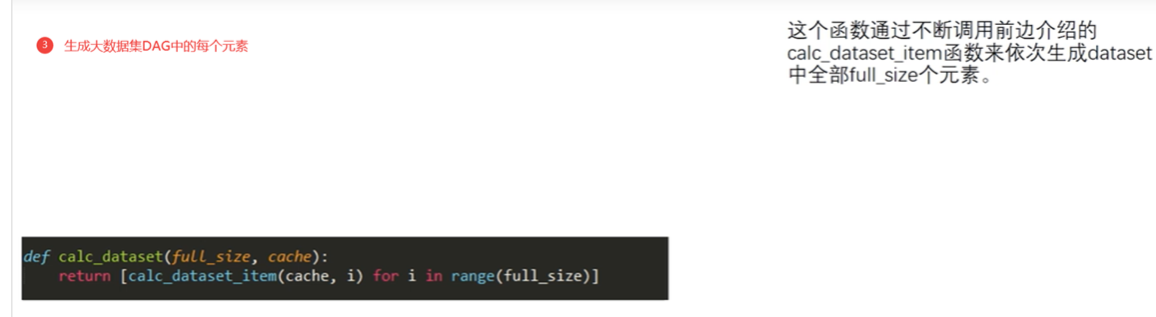 3 生成大数据集DAG中的每个元素
这个函数通过不断调用前边介绍的
calc_dataset_item函数来依次生成dataset
中全部full_size个元素。
def calc_dataset(full_size, cache):
    return [calc_dataset_item(cache, i) for i in range(full_size)]